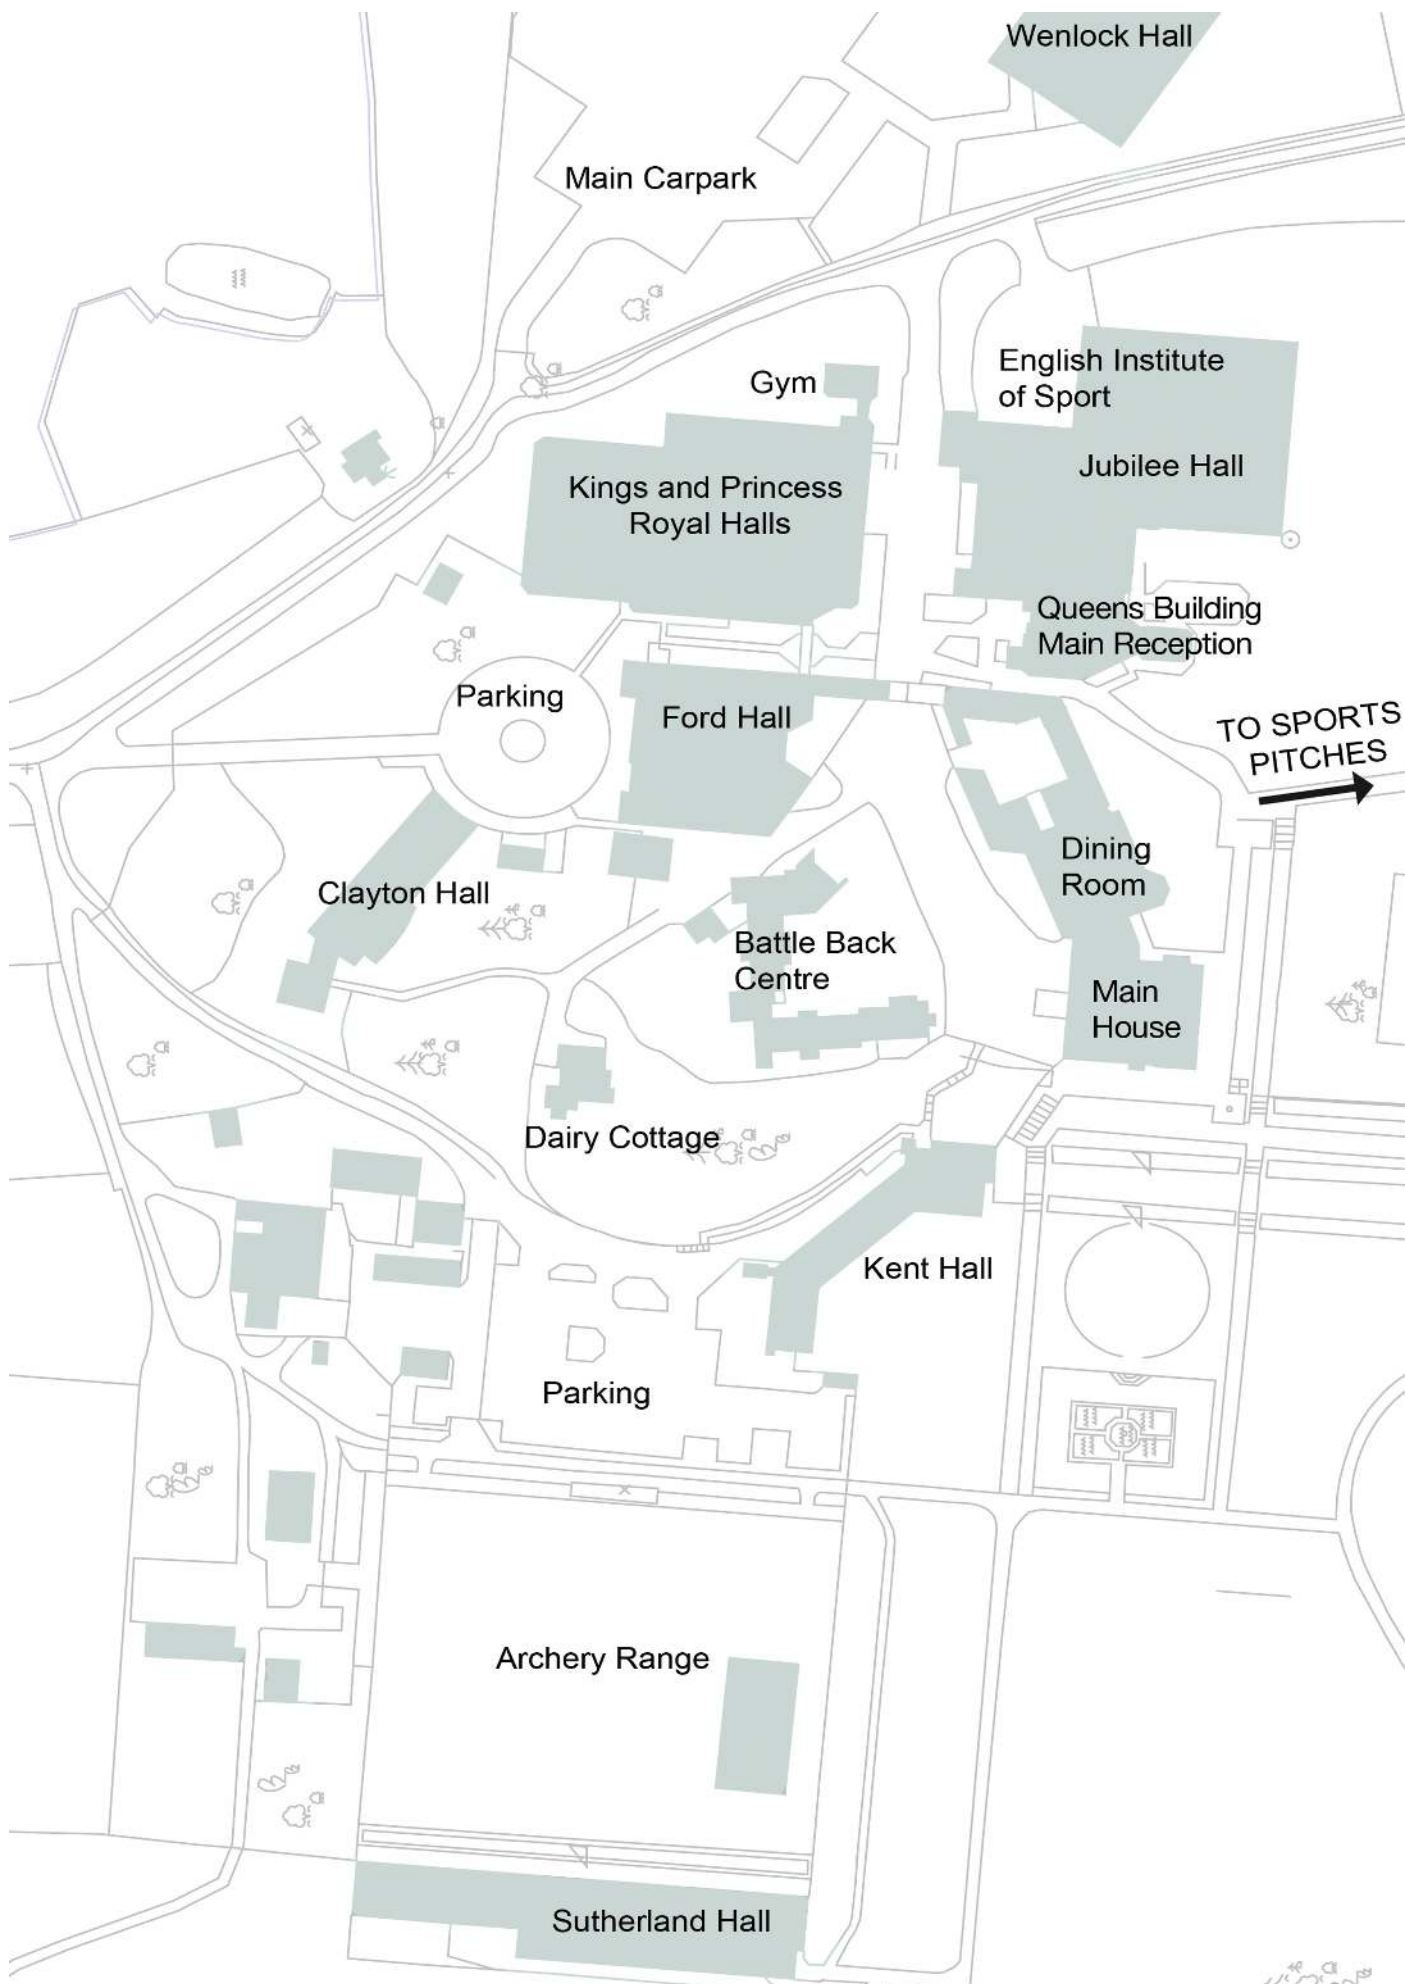 Wenlock Hall
Main Carpark
English Institute
of Sport
Gym
Jubilee Hall
Kings and Princess
Royal Halls
Queens Building
Main Reception
Parking
Ford Hall
TO SPORTS
PITCHES
Dining
Room
Clayton Hall
Battle Back
Centre
Main
House
Dairy Cottage
Kent Hall
Parking
Archery Range
Sutherland Hall